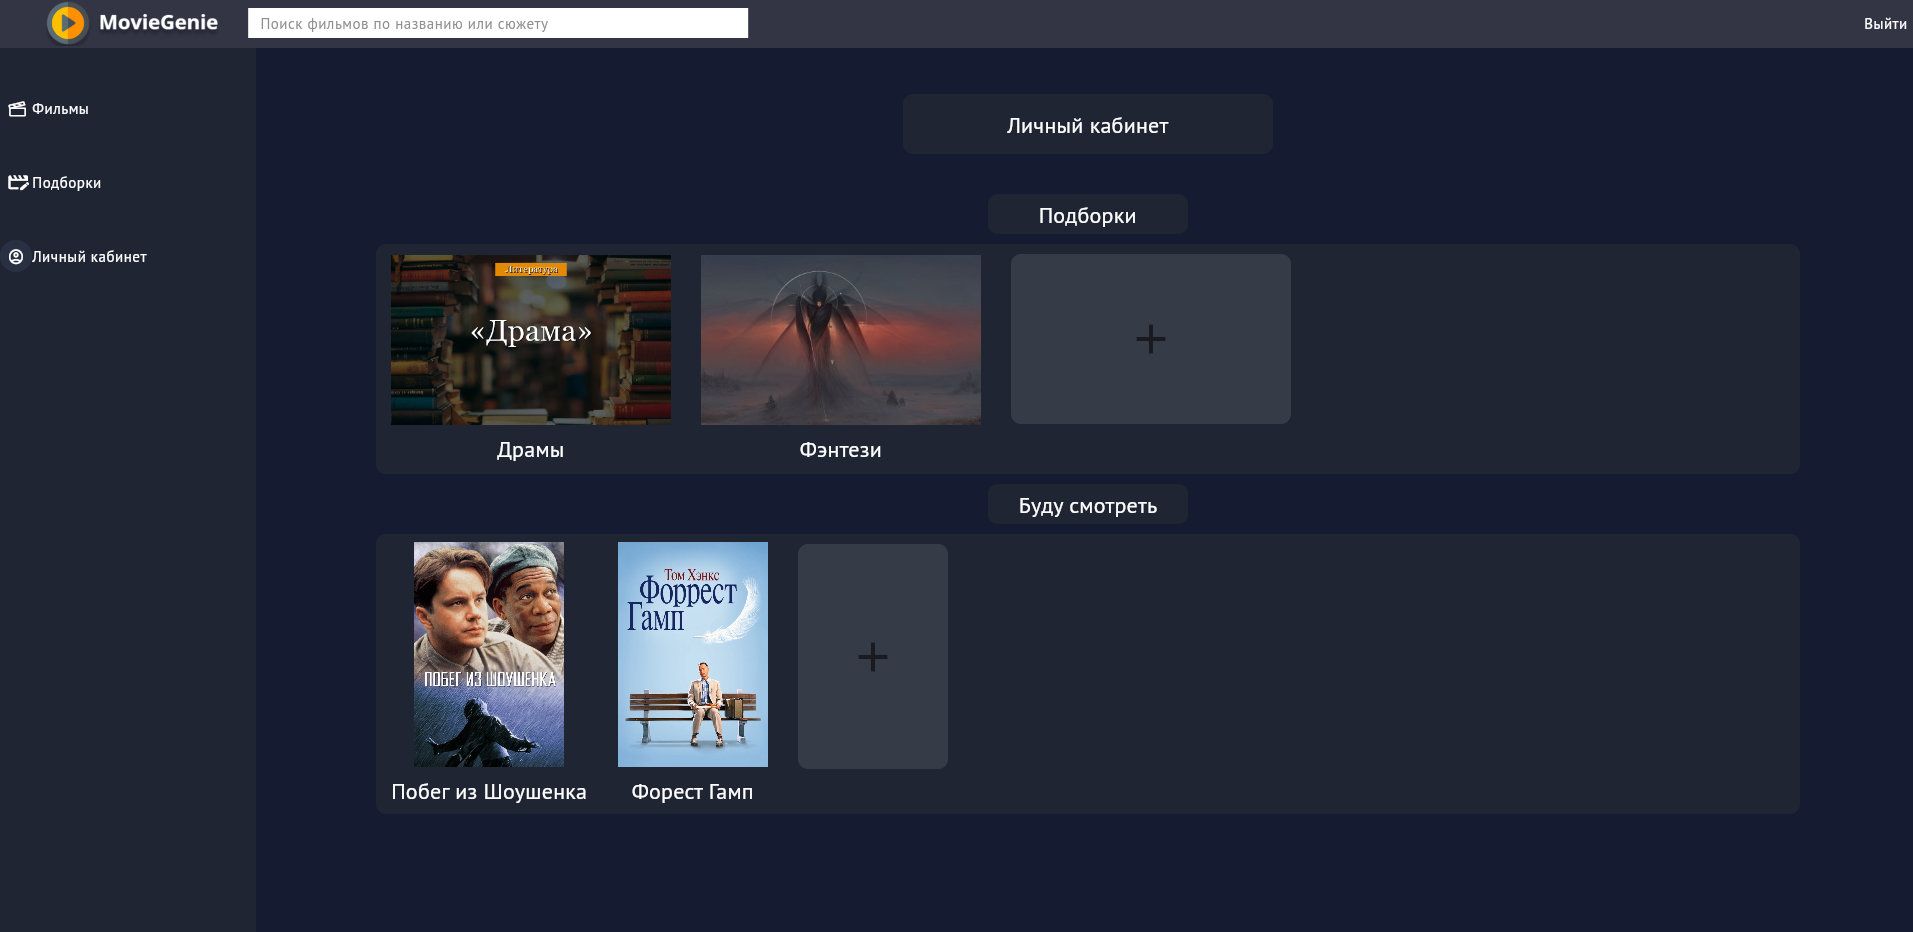 MovieGenie
Поиск фильмов по названию или сюжету
Выйти
Фильмы
Подборки
Личный кабинет
Личный кабинет
Подборки
Литература
«Драма»
Драмы
Фэнтези
Буду смотреть
ПОБЕГ ИЗ ШОУШЕНКА
Побег из Шоушенка
Том Хэнкс
Форрест
Гамп
Форест Гамп